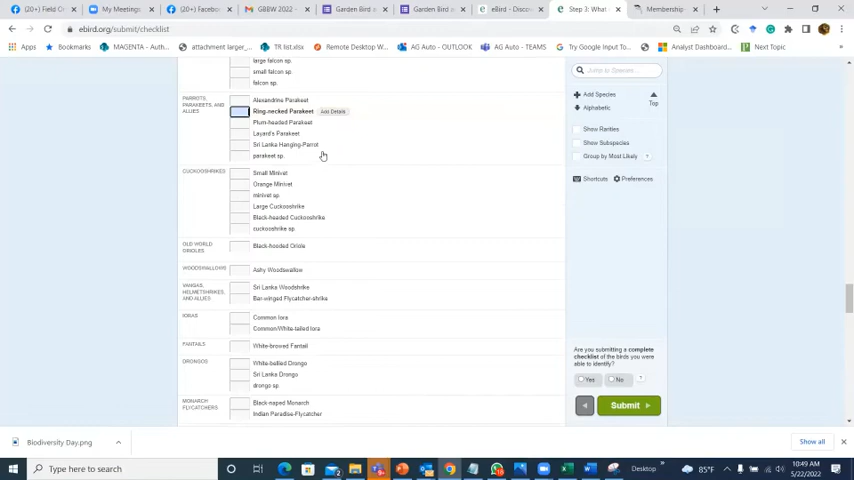 (20+) Field Cr
(20+) Faceb
My Meetings
GBBW 2022 -
Garden Bird a
Garden Bird a
eBird - Discov
Step 3: What
Membership
ebird.org/submit/checklist
Apps
Bookmarks
MAGENTA - Auth...
attachment larger_...
TR list.xlsx
Remote Desktop W...
AG Auto - OUTLOOK
AG Auto - TEAMS
Try Google Input To...
Analyst Dashboard...
Next Topic
large falcon sp.
small falcon sp.
falcon sp.
PARROTS, PARAKEETS, AND ALLIES
Alexandrine Parakeet
Ring-necked Parakeet Add Details
Plum-headed Parakeet
Layard's Parakeet
Sri Lanka Hanging-Parrot
parakeet sp.
CUCKOOSHRIKES
Small Minivet
Orange Minivet
minivet sp.
Large Cuckooshrike
Black-headed Cuckooshrike
cuckooshrike sp.
OLD WORLD ORIOLES
Black-hooded Oriole
WOODSWALLOWS
Ashy Woodswallow
VANGAS, HELMETSHRIKES, AND ALLIES
Sri Lanka Woodshrike
Bar-winged Flycatcher-shrike
IORAS
Common Iora
Common/White-tailed Iora
FANTAILS
White-browed Fantail
DRONGOS
White-bellied Drongo
Sri Lanka Drongo
drongo sp.
MONARCH FLYCATCHERS
Black-naped Monarch
Indian Paradise-Flycatcher
Jump to Species...
Add Species
Alphabetic
Top
Show Rarities
Show Subspecies
Group by Most Likely ?
Shortcuts Preferences
Are you submitting a complete
checklist of the birds you were
able to identify?
Yes No ?
Submit
Biodiversity Day.png
Show all
Type here to search
Desktop
85°F
10:49 AM
5/22/2022